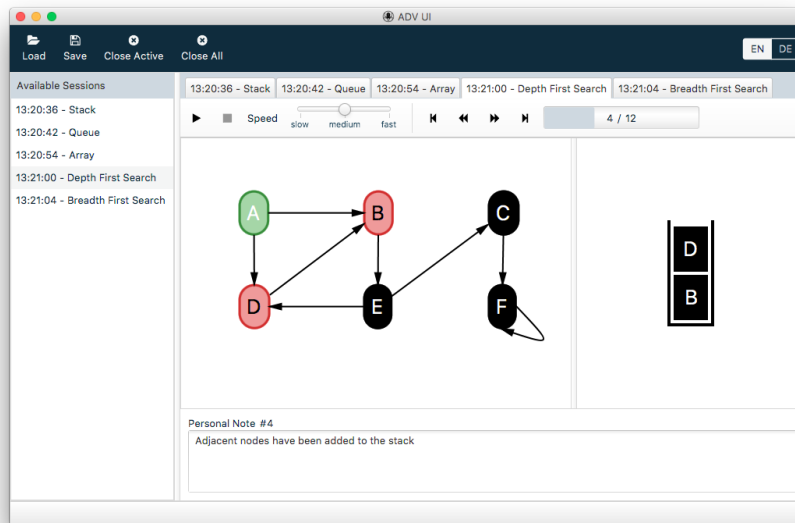 ADV UI
Load Save Close Active Close All EN DE
Available Sessions
13:20:36 - Stack
13:20:42 - Queue
13:20:54 - Array
13:21:00 - Depth First Search
13:21:04 - Breadth First Search
13:20:36 - Stack 13:20:42 - Queue 13:20:54 - Array 13:21:00 - Depth First Search 13:21:04 - Breadth First Search
Speed slow medium fast 4 / 12
A B C
D E F
D
B
Personal Note #4
Adjacent nodes have been added to the stack